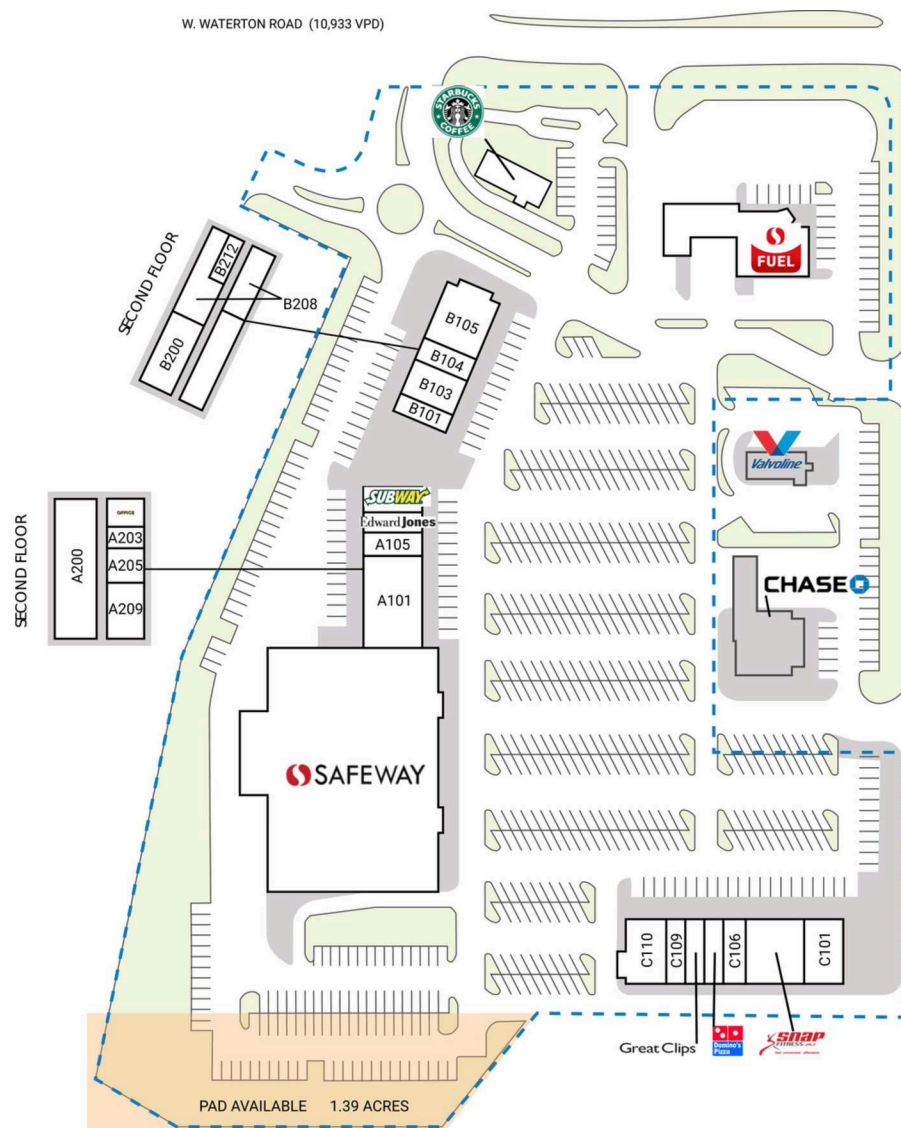 W. WATERTON ROAD (10,933 VPD)
STARBUCKS
COFFEE
FUEL
SECOND FLOOR
B212
B208
B200
B105
B104
B103
B101
Valvoline
SUBWAY
Edward Jones
A105
A101
SECOND FLOOR
A200
OFFICE
A203
A205
A209
CHASE
SAFEWAY
C110
C109
C106
C101
Great Clips
Domino's
Pizza
SNAP
FITNESS 24-7
PAD AVAILABLE 1.39 ACRES